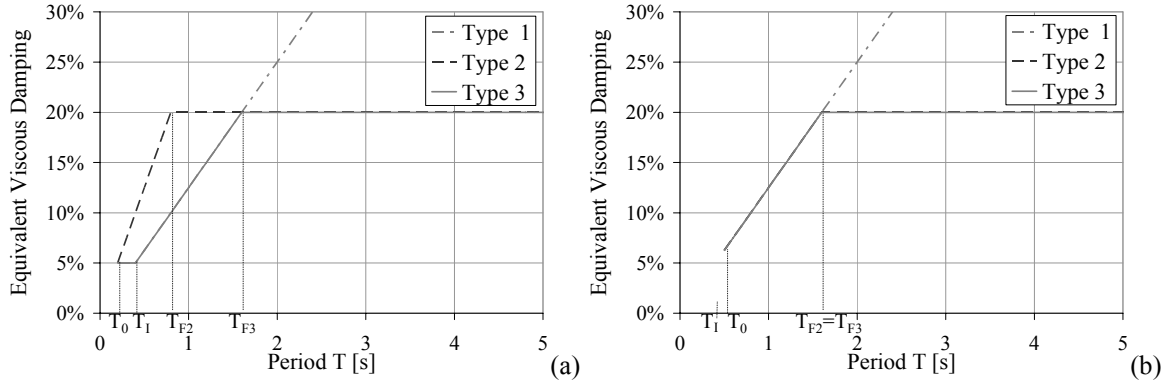 Equivalent Viscous Damping
30%
25%
20%
15%
10%
5%
0%
Type 1
Type 2
Type 3
T0 TI TF2 TF3
0 1 2 3 4 5
Period T [s]
(a)
Equivalent Viscous Damping
30%
25%
20%
15%
10%
5%
0%
Type 1
Type 2
Type 3
TI T0 TF2=TF3
0 1 2 3 4 5
Period T [s]
(b)